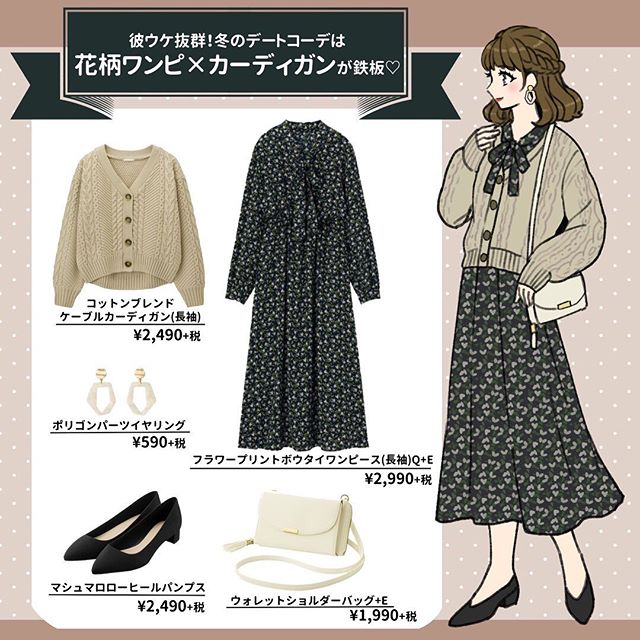 彼ウケ抜群!冬のデートコーデは
花柄ワンピ×カーディガンが鉄板♡
コットンブレンド
ケーブルカーディガン(長袖)
¥2,490+税
ポリゴンパーツイヤリング
¥590+税
フラワープリントボウタイワンピース(長袖)Q+E
¥2,990+税
マシュマロローヒールパンプス
¥2,490+税
ウォレットショルダーバッグ+E
¥1,990+税